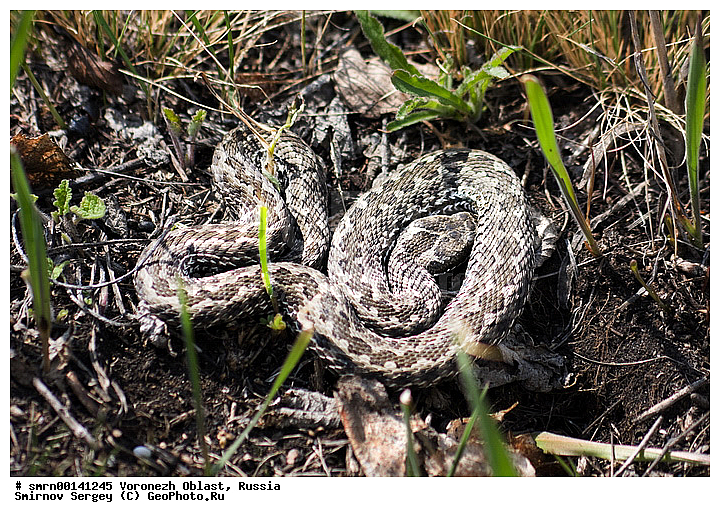 # smrn00141245 Voronezh Oblast, Russia
Smirnov Sergey (C) GeoPhoto.Ru